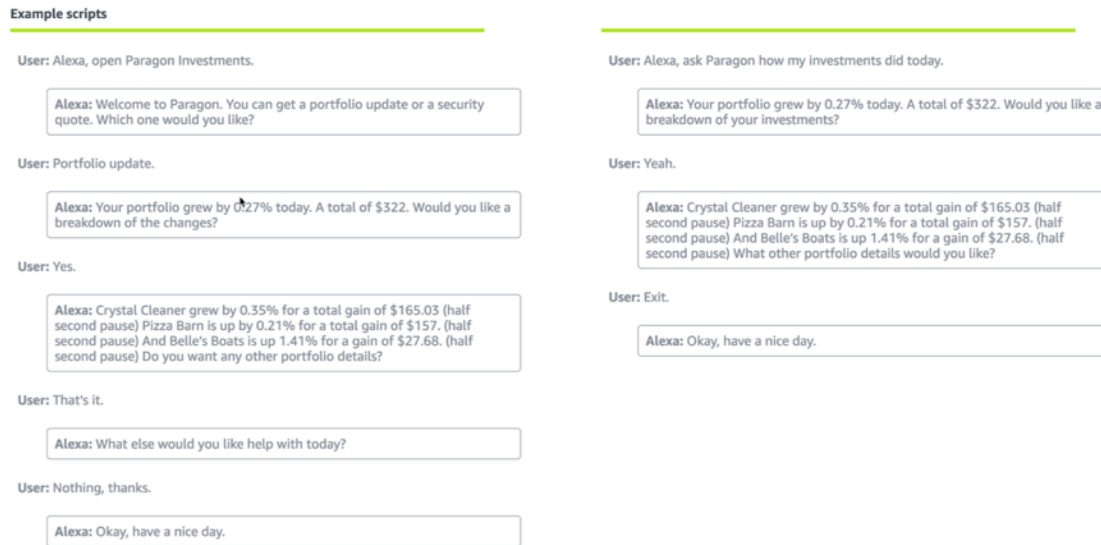 Example scripts
User: Alexa, open Paragon Investments.
Alexa: Welcome to Paragon. You can get a portfolio update or a security
quote. Which one would you like?
User: Portfolio update.
Alexa: Your portfolio grew by 0.27% today. A total of $322. Would you like a
breakdown of the changes?
User: Yes.
Alexa: Crystal Cleaner grew by 0.35% for a total gain of $165.03 (half
second pause) Pizza Barn is up by 0.21% for a total gain of $157. (half
second pause) And Belle's Boats is up 1.41% for a gain of $27.68. (half
second pause) Do you want any other portfolio details?
User: That's it.
Alexa: What else would you like help with today?
User: Nothing, thanks.
Alexa: Okay, have a nice day.
User: Alexa, ask Paragon how my investments did today.
Alexa: Your portfolio grew by 0.27% today. A total of $322. Would you like a
breakdown of your investments?
User: Yeah.
Alexa: Crystal Cleaner grew by 0.35% for a total gain of $165.03 (half
second pause) Pizza Barn is up by 0.21% for a total gain of $157. (half
second pause) And Belle's Boats is up 1.41% for a gain of $27.68. (half
second pause) What other portfolio details would you like?
User: Exit.
Alexa: Okay, have a nice day.